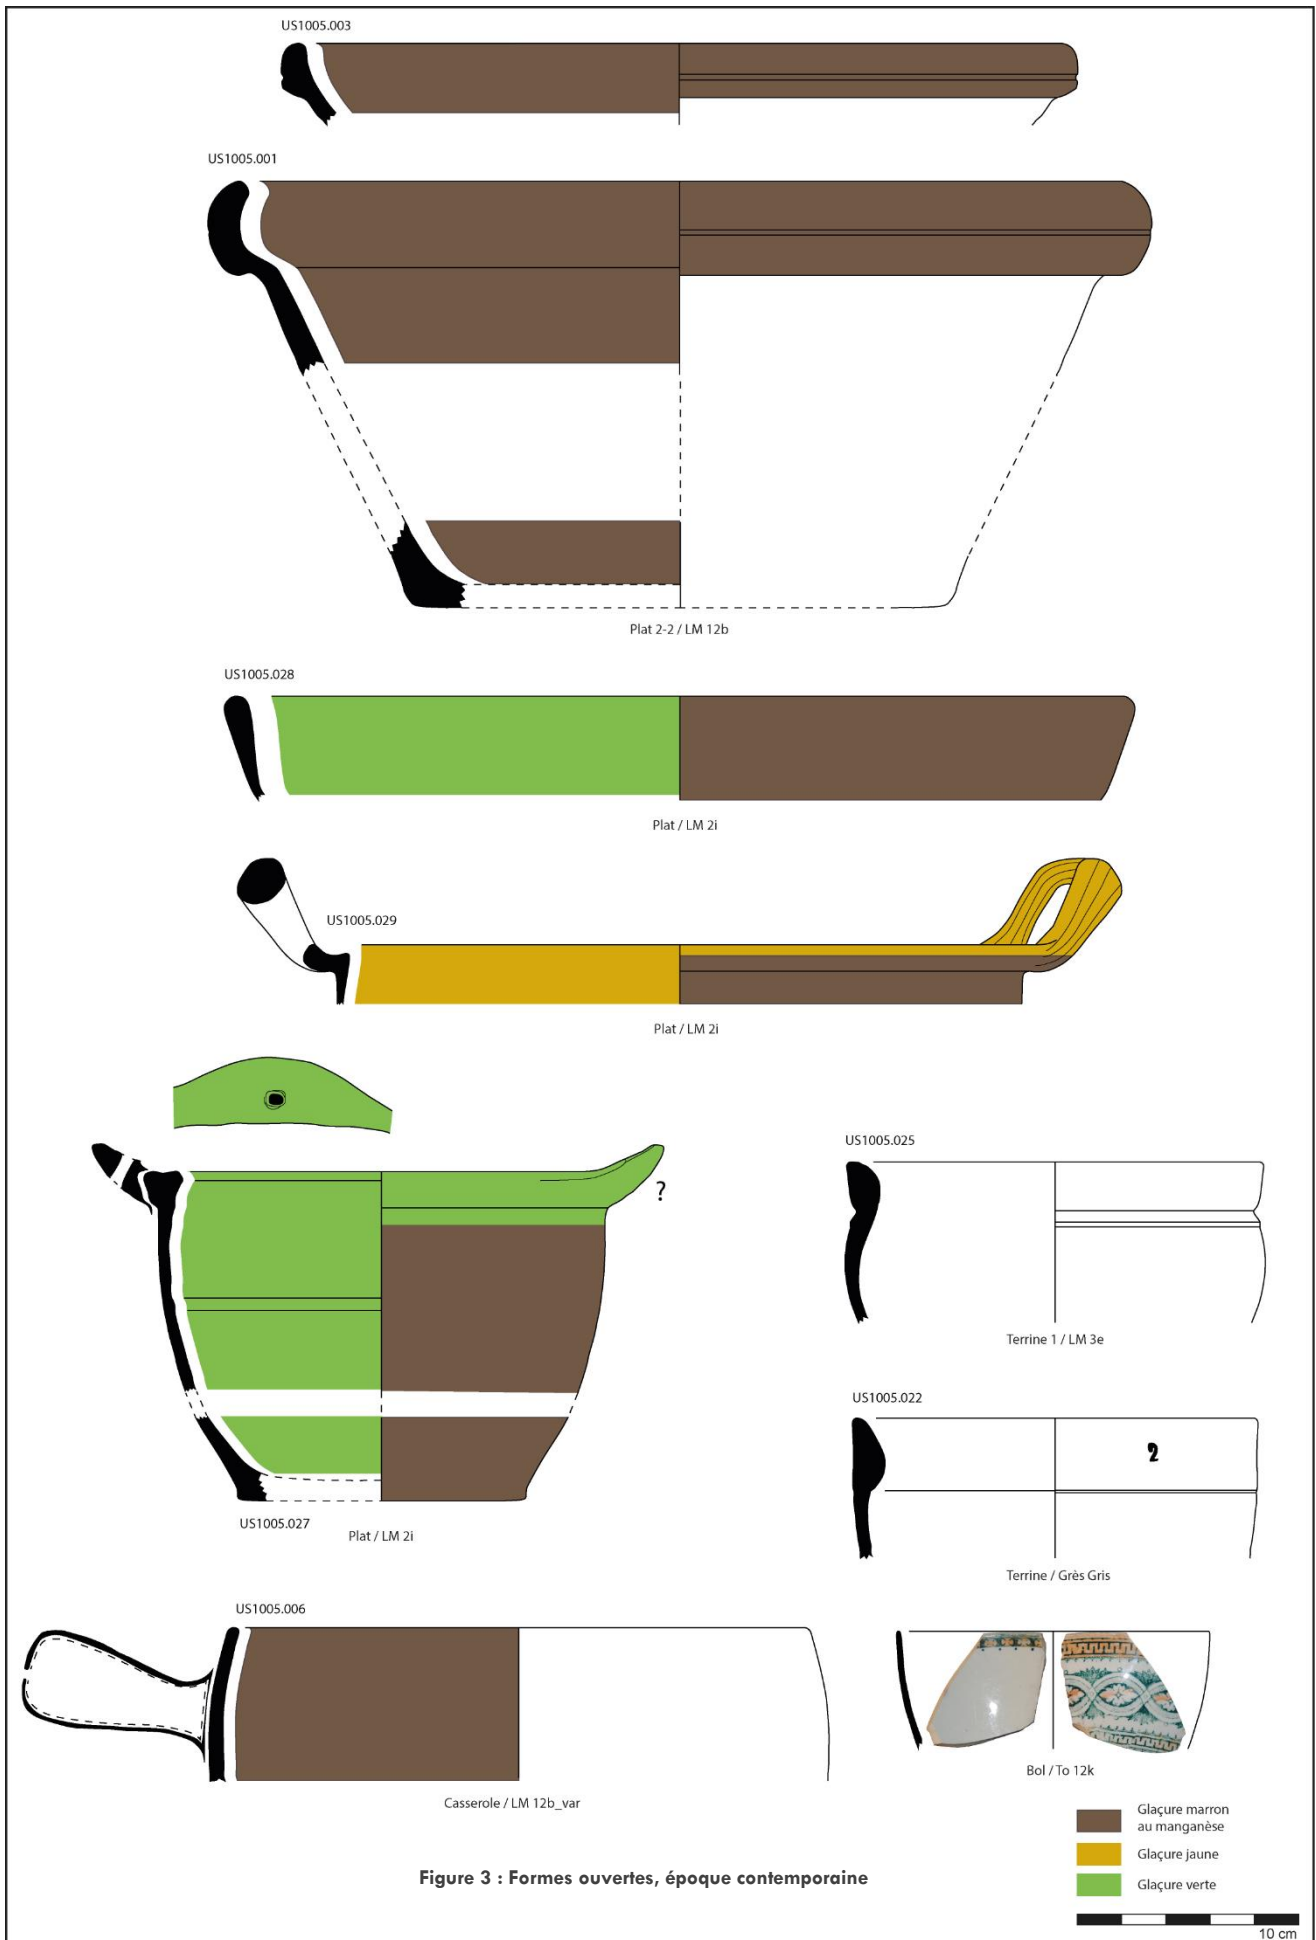 US1005.003
US1005.001
Plat 2-2 / LM 12b
US1005.028
Plat / LM 2i
US1005.029
Plat / LM 2i
?
US1005.027
Plat / LM 2i
US1005.025
Terrine 1 / LM 3e
US1005.022
2
Terrine / Grès Gris
US1005.006
Casserole / LM 12b_var
Bol / To 12k
Glaçure marron
au manganèse
Glaçure jaune
Glaçure verte
10 cm
Figure 3 : Formes ouvertes, époque contemporaine